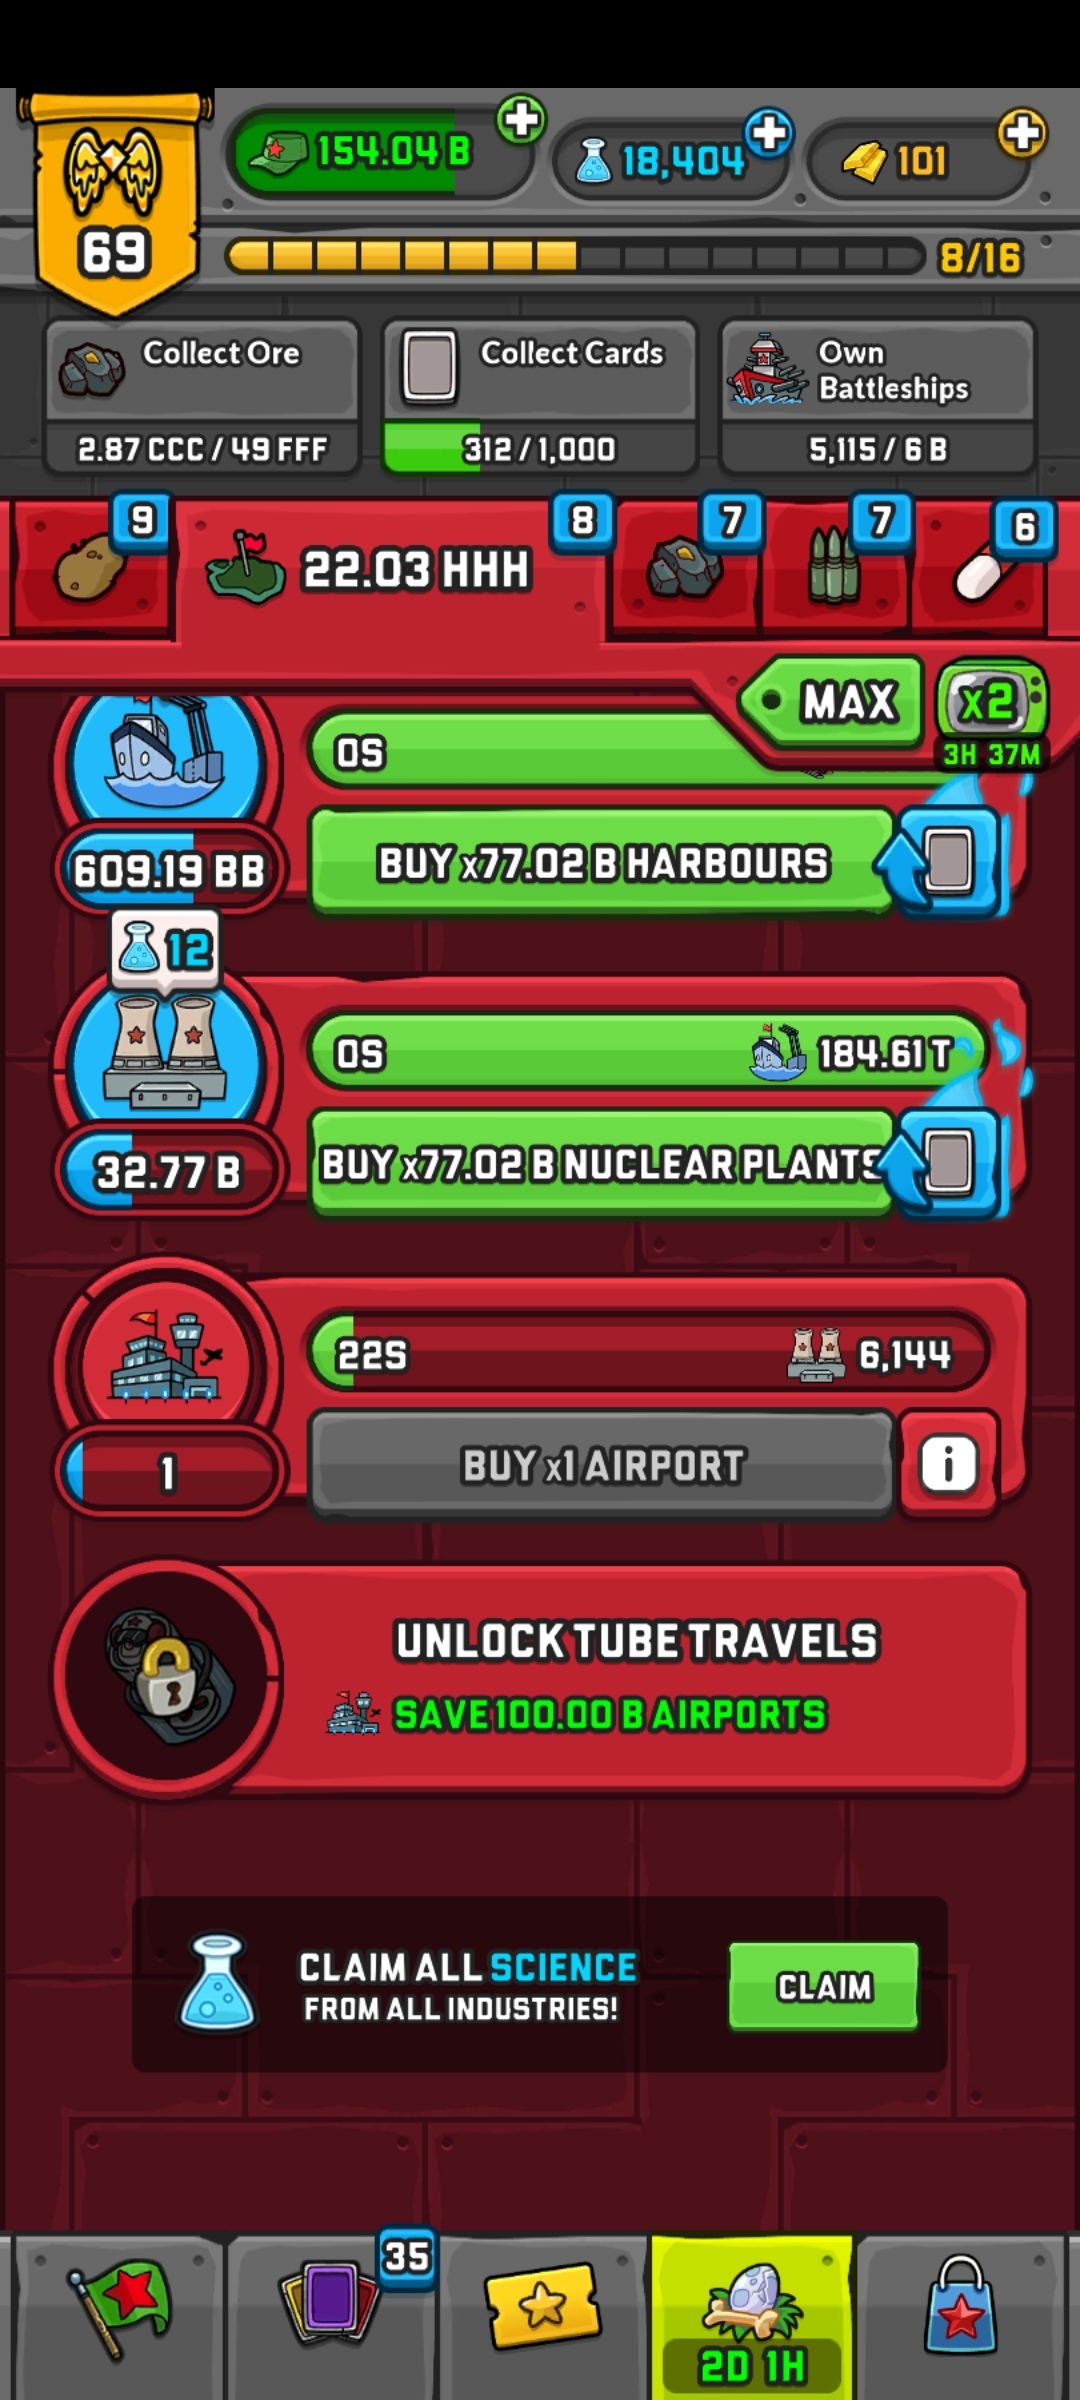 69
154.04 B
18,404
101
8/16
Collect Ore
2.87 CCC / 49 FFF
Collect Cards
312 / 1,000
Own
Battleships
5,115 / 6 B
9
22.03 HHH
8
7
7
6
MAX
x2
3H 37M
0S
609.19 BB
BUY x77.02 B HARBOURS
12
0S
184.61 T
32.77 B
BUY x77.02 B NUCLEAR PLANTS
22S
6,144
1
BUY x1 AIRPORT
i
UNLOCK TUBE TRAVELS
SAVE 100.00 B AIRPORTS
CLAIM ALL SCIENCE
FROM ALL INDUSTRIES!
CLAIM
35
2D 1H